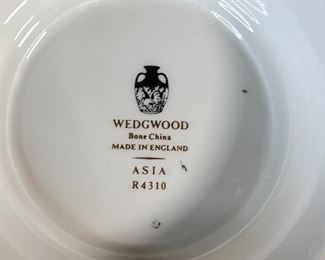 WEDGWOOD
Bone China
MADE IN ENGLAND
ASIA
R4310